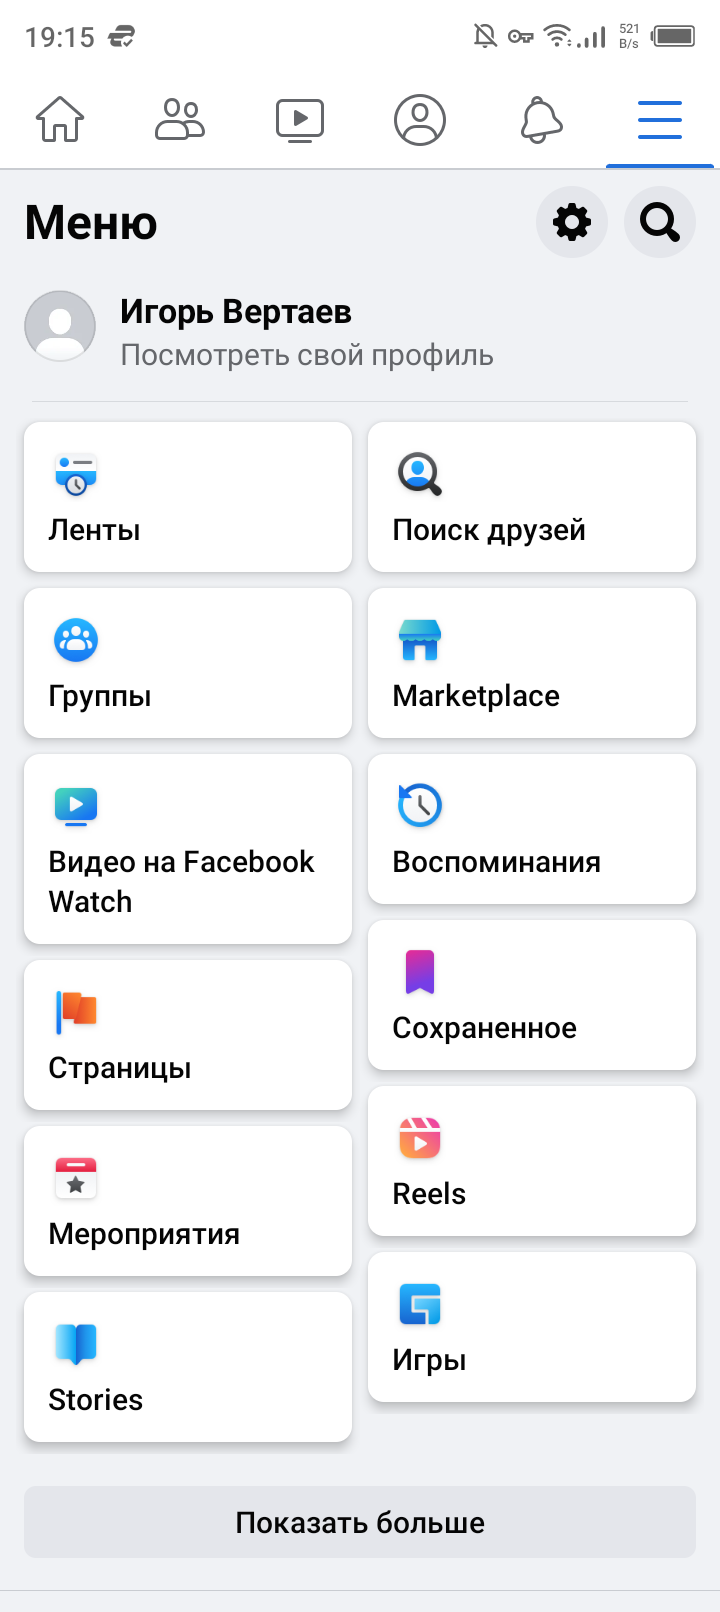 19:15
521
B/s
Меню
Игорь Вертаев
Посмотреть свой профиль
Ленты
Поиск друзей
Группы
Marketplace
Видео на Facebook
Watch
Воспоминания
Страницы
Сохраненное
Мероприятия
Reels
Stories
Игры
Показать больше